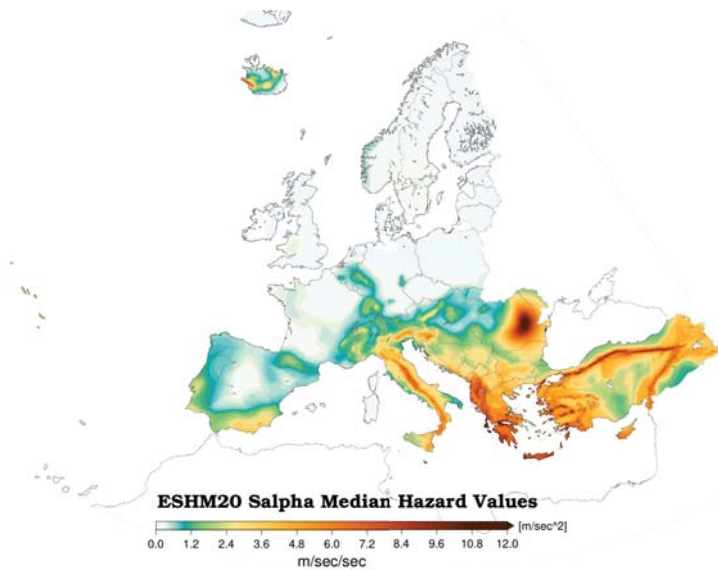 ESHM20 Salpha Median Hazard Values
[m/sec^2]
0.0 1.2 2.4 3.6 4.8 6.0 7.2 8.4 9.6 10.8 12.0
m/sec/sec